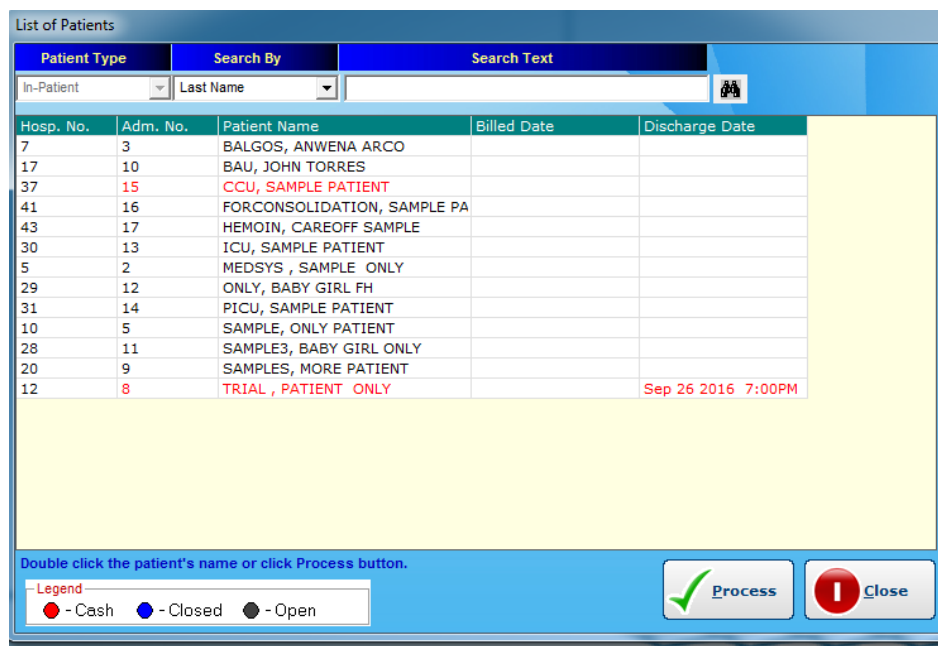 List of Patients
Patient Type Search By Search Text
In-Patient Last Name
Hosp. No. Adm. No. Patient Name Billed Date Discharge Date
7 3 BALGOS, ANWENA ARCO
17 10 BAU, JOHN TORRES
37 15 CCU, SAMPLE PATIENT
41 16 FORCONSOLIDATION, SAMPLE PA
43 17 HEMOIN, CAREOFF SAMPLE
30 13 ICU, SAMPLE PATIENT
5 2 MEDSYS , SAMPLE  ONLY
29 12 ONLY, BABY GIRL FH
31 14 PICU, SAMPLE PATIENT
10 5 SAMPLE, ONLY PATIENT
28 11 SAMPLE3, BABY GIRL ONLY
20 9 SAMPLES, MORE PATIENT
12 8 TRIAL , PATIENT  ONLY Sep 26 2016  7:00PM
Double click the patient's name or click Process button.
Legend
- Cash - Closed - Open
Process Close